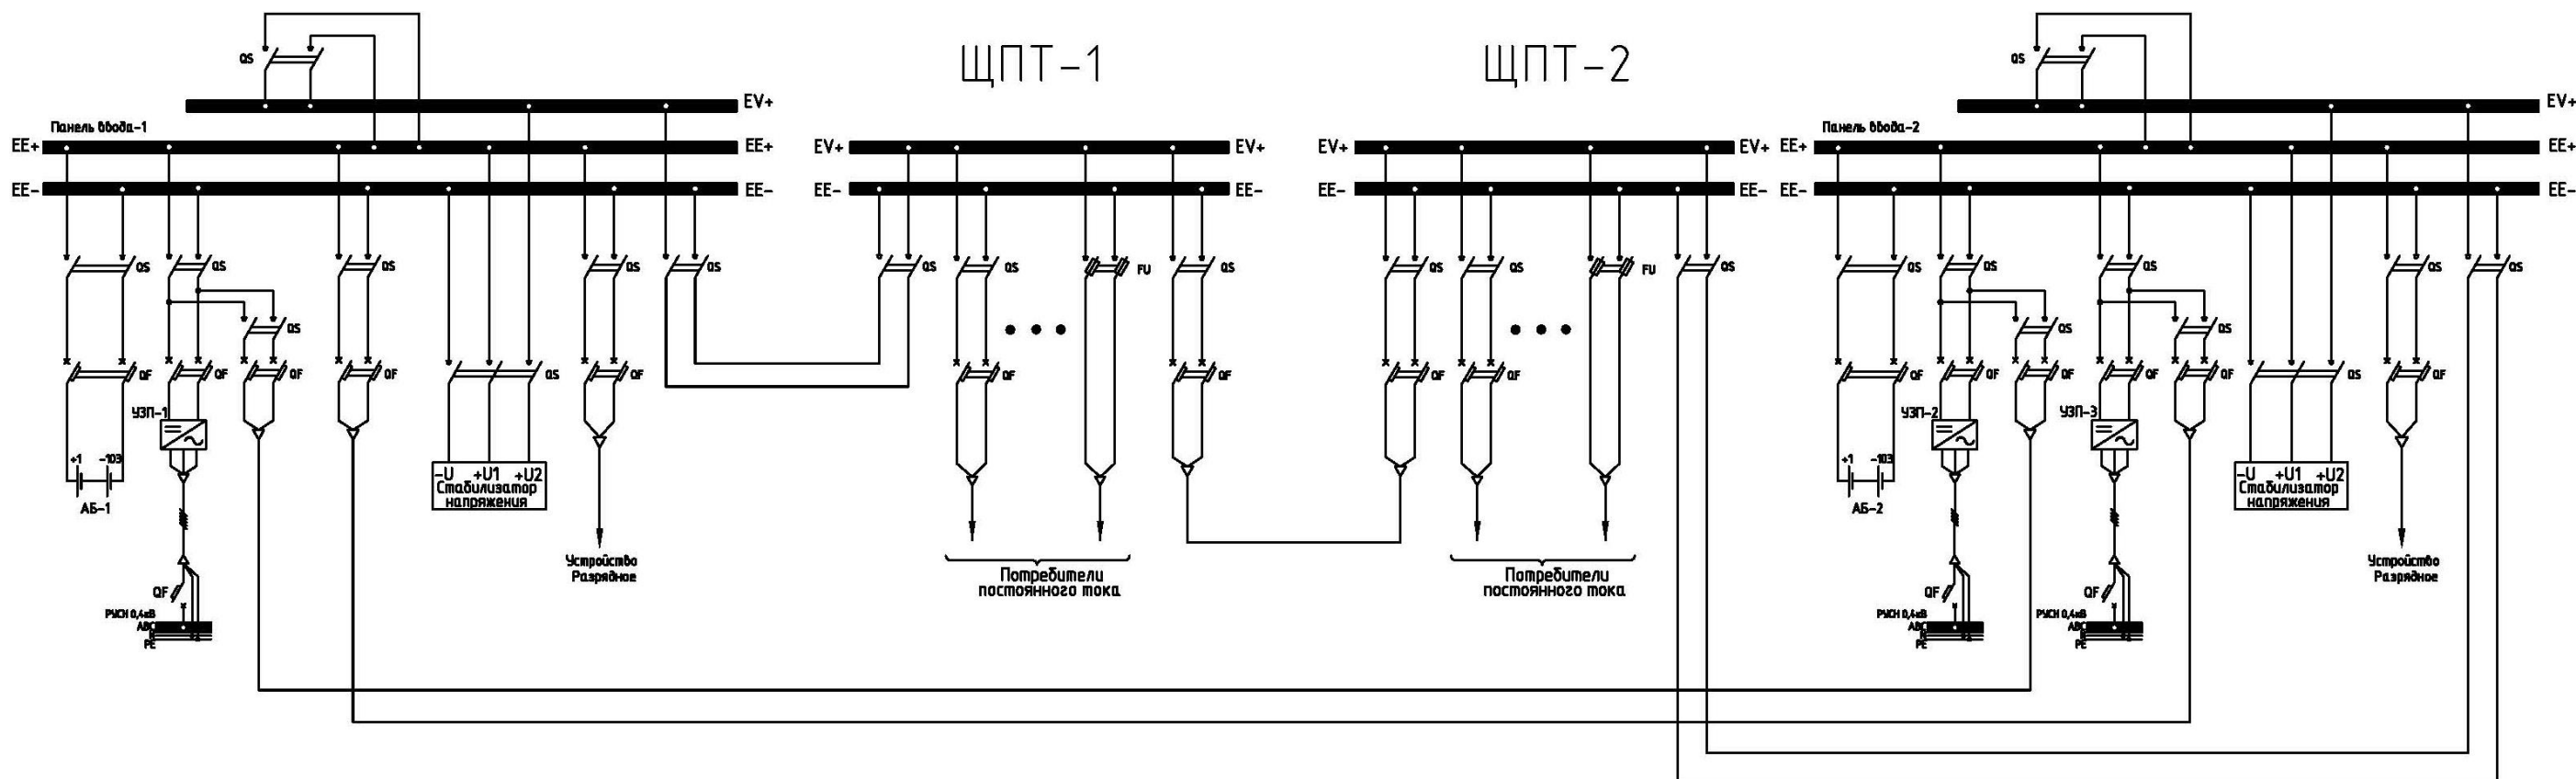 QS
ЩПТ-1
ЩПТ-2
QS
EV+
EV+
Панель ввода-1
Панель ввода-2
EE+
EE+
EV+
EV+
EV+
EV+
EE+
EE+
EE-
EE-
EE-
EE-
EE-
EE-
EE-
EE-
QS
QS
QS
QS
QS
QS
QS
FU
QS
QS
QS
FU
QS
QS
QS
QS
QS
QS
QS
QS
QS
QF
QF
QF
QF
QS
QF
QF
QF
QF
QF
QF
QF
QF
QF
QF
QS
QF
УЗП-1
УЗП-2
УЗП-3
+1
-103
-U +U1 +U2
Стабилизатор
напряжения
АБ-1
+1
-103
-U +U1 +U2
Стабилизатор
напряжения
АБ-2
Устройство
Разрядное
Потребители
постоянного тока
Потребители
постоянного тока
Устройство
Разрядное
QF
РУСН 0,4кВ
ABC
N
PE
QF
РУСН 0,4кВ
ABC
N
PE
QF
РУСН 0,4кВ
ABC
N
PE